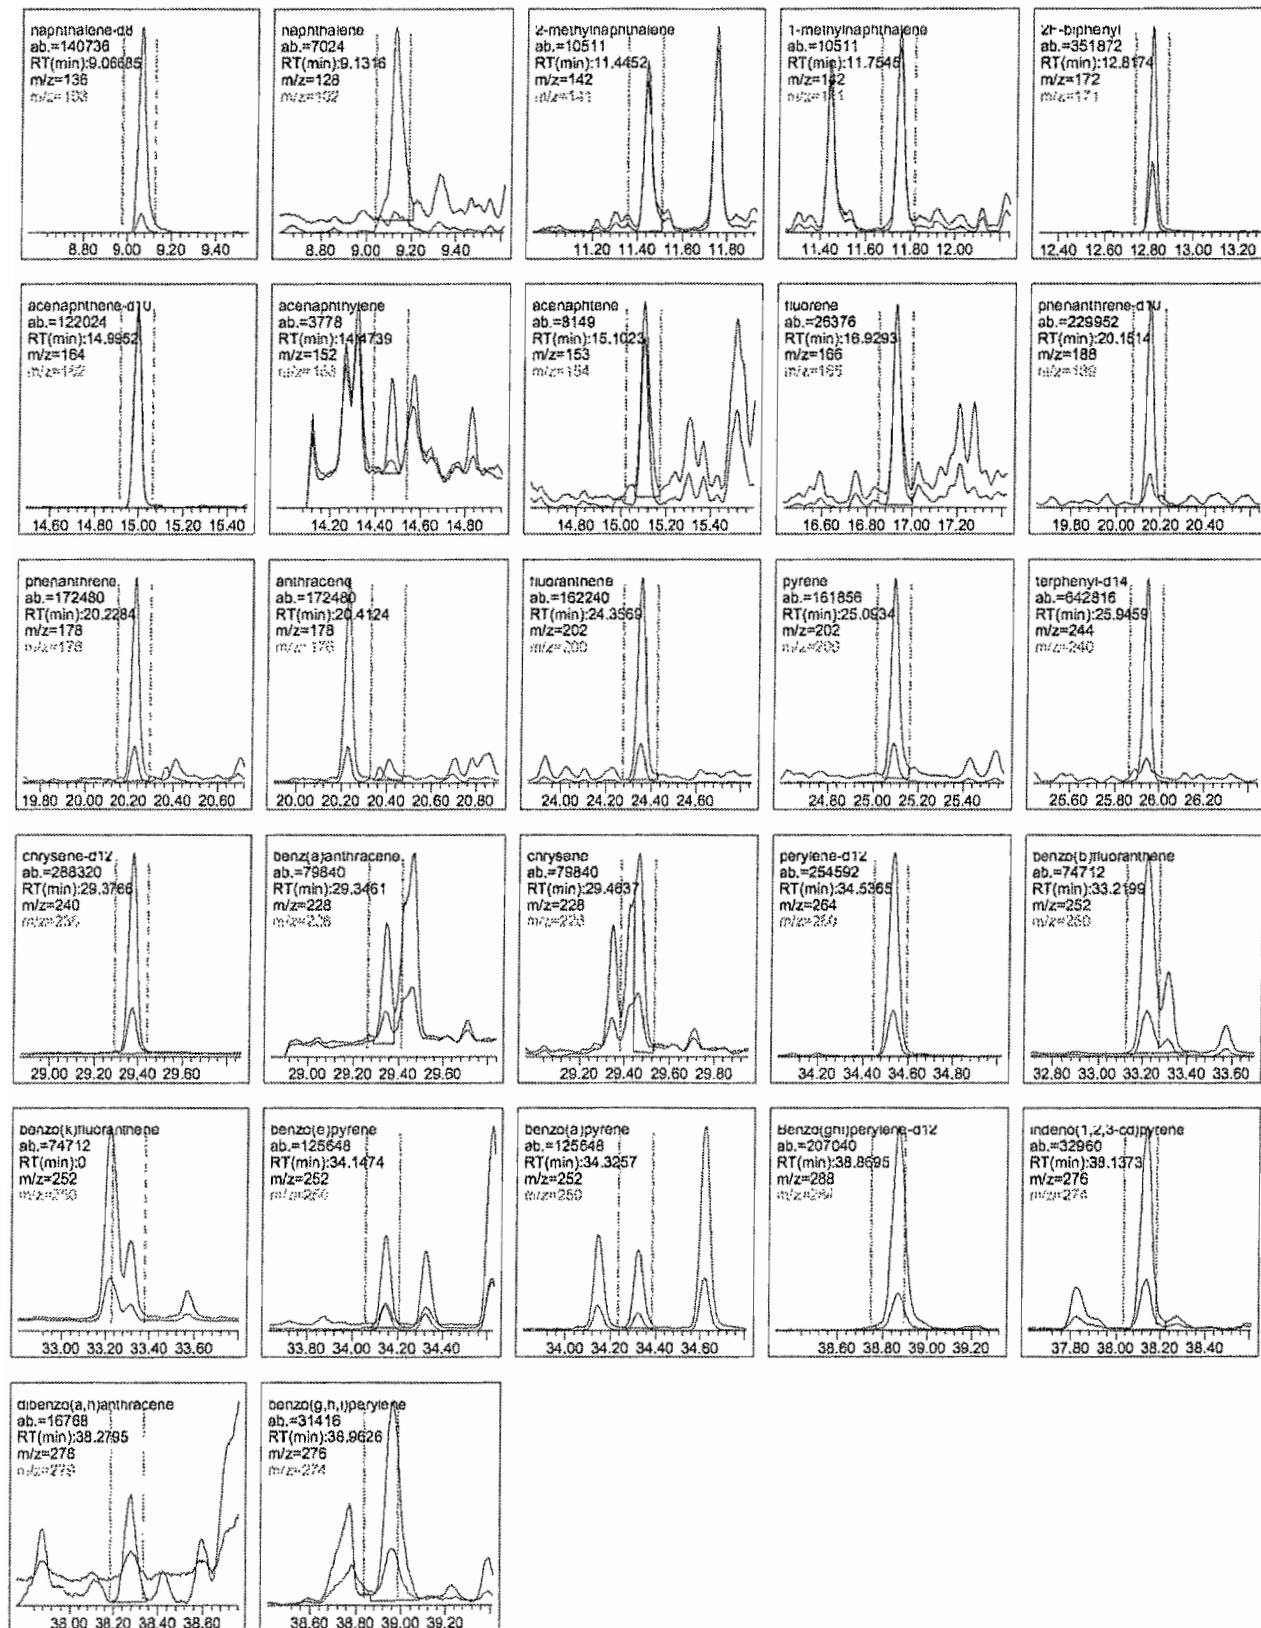 naphthalene-d8
ab.=140736
RT(min):9.06685
m/z=136
8.80 9.00 9.20 9.40
naphthalene
ab.=7024
RT(min):9.1316
m/z=128
m/z=102
8.80 9.00 9.20 9.40
2-methylnaphthalene
ab.=10511
RT(min):11.4452
m/z=142
m/z=141
11.20 11.40 11.60 11.80
1-methylnaphthalene
ab.=10511
RT(min):11.7545
m/z=142
11.40 11.60 11.80 12.00
2F-biphenyl
ab.=351872
RT(min):12.8174
m/z=172
m/z=171
12.40 12.60 12.80 13.00 13.20
acenaphthene-d10
ab.=122024
RT(min):14.9952
m/z=164
m/z=162
14.60 14.80 15.00 15.20 15.40
acenaphthylene
ab.=3778
RT(min):14.4739
m/z=152
14.20 14.40 14.60 14.80
acenaphtene
ab.=8149
RT(min):15.1023
m/z=153
m/z=154
14.80 15.00 15.20 15.40
fluorene
ab.=26376
RT(min):16.9293
m/z=166
m/z=165
16.60 16.80 17.00 17.20
phenanthrene-d10
ab.=229952
RT(min):20.1514
m/z=188
19.80 20.00 20.20 20.40
phenanthrene
ab.=172480
RT(min):20.2284
m/z=178
m/z=176
19.80 20.00 20.20 20.40 20.60
anthracene
ab.=172480
RT(min):20.4124
m/z=178
m/z=176
20.00 20.20 20.40 20.60 20.80
fluoranthene
ab.=162240
RT(min):24.3569
m/z=202
m/z=200
24.00 24.20 24.40 24.60
pyrene
ab.=161856
RT(min):25.0934
m/z=202
m/z=200
24.80 25.00 25.20 25.40
terphenyl-d14
ab.=642816
RT(min):25.9459
m/z=244
m/z=240
25.60 25.80 26.00 26.20
chrysene-d12
ab.=288320
RT(min):29.3766
m/z=240
29.00 29.20 29.40 29.60
benz(a)anthracene
ab.=79840
RT(min):29.3461
m/z=228
29.00 29.20 29.40 29.60
chrysene
ab.=79840
RT(min):29.4637
m/z=228
29.20 29.40 29.60 29.80
perylene-d12
ab.=254592
RT(min):34.5365
m/z=264
m/z=260
34.20 34.40 34.60 34.80
benzo(b)fluoranthene
ab.=74712
RT(min):33.2199
m/z=252
m/z=250
32.80 33.00 33.20 33.40 33.60
benzo(k)fluoranthene
ab.=74712
RT(min):0
m/z=252
m/z=250
33.00 33.20 33.40 33.60
benzo(e)pyrene
ab.=125648
RT(min):34.1474
m/z=252
m/z=250
33.80 34.00 34.20 34.40
benzo(a)pyrene
ab.=125648
RT(min):34.3257
m/z=252
m/z=250
34.00 34.20 34.40 34.60
Benzo(ghi)perylene-d12
ab.=207040
RT(min):38.8695
m/z=288
m/z=284
38.60 38.80 39.00 39.20
indeno(1,2,3-cd)pyrene
ab.=32960
RT(min):38.1373
m/z=276
m/z=274
37.80 38.00 38.20 38.40
dibenzo(a,h)anthracene
ab.=16768
RT(min):38.2795
m/z=278
38.00 38.20 38.40 38.60
benzo(g,h,i)perylene
ab.=31416
RT(min):38.9626
m/z=276
m/z=274
38.60 38.80 39.00 39.20